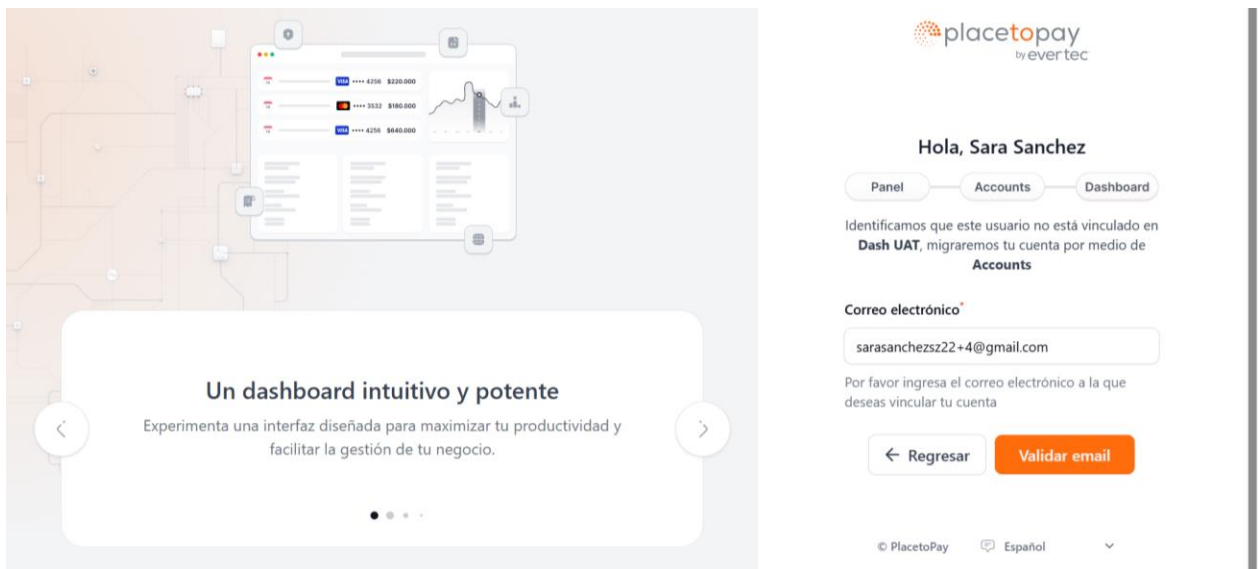 VISA •••• 4256 $220.000
•••• 3532 $180.000
VISA •••• 4256 $640.000
Un dashboard intuitivo y potente
Experimenta una interfaz diseñada para maximizar tu productividad y
facilitar la gestión de tu negocio.
placetopay
by evertec
Hola, Sara Sanchez
Panel Accounts Dashboard
Identificamos que este usuario no está vinculado en
Dash UAT, migraremos tu cuenta por medio de
Accounts
Correo electrónico*
sarasanchezsz22+4@gmail.com
Por favor ingresa el correo electrónico a la que
deseas vincular tu cuenta
← Regresar Validar email
© PlacetoPay Español